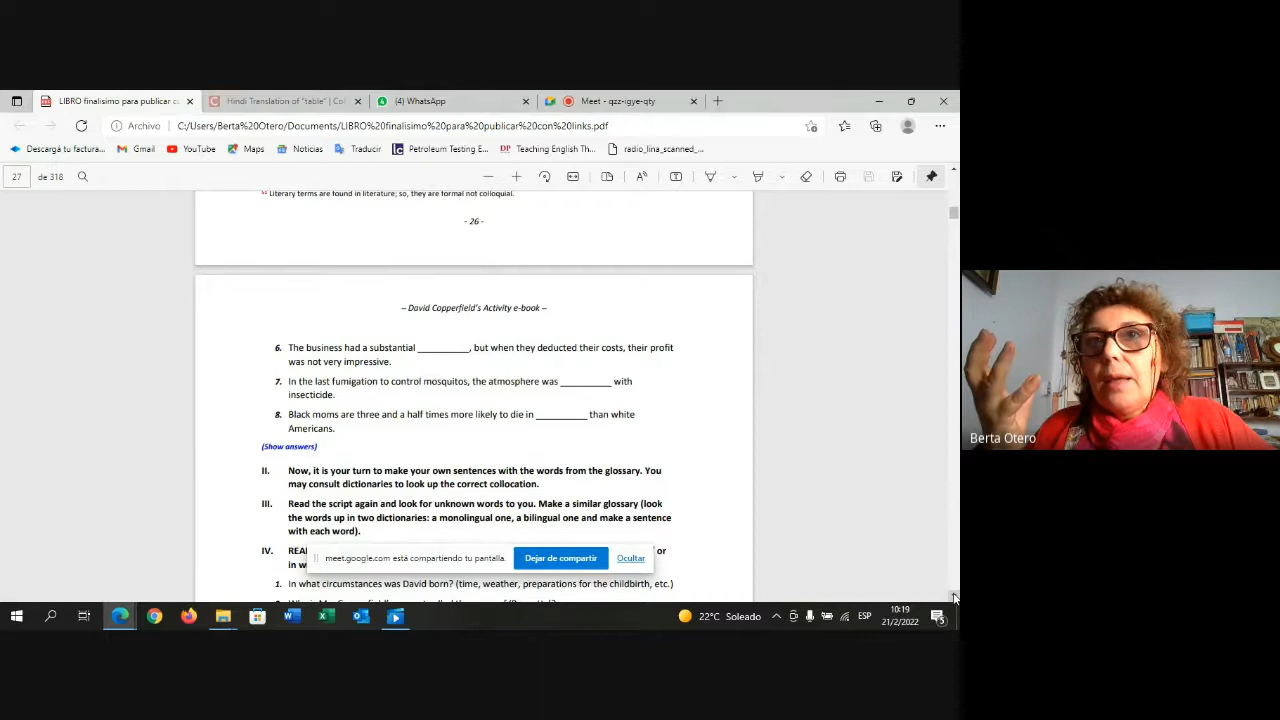 LIBRO finalisimo para publicar c
Hindi Translation of "table" | Col
(4) WhatsApp
Meet - qzz-igye-qty
Archivo
C:/Users/Berta%20Otero/Documents/LIBRO%20finalisimo%20para%20publicar%20con%20links.pdf
Descargá tu factura...
Gmail
YouTube
Maps
Noticias
Traducir
Petroleum Testing E...
DP Teaching English Th...
radio_lina_scanned_...
27 de 318
Literary terms are found in literature; so, they are formal not colloquial.
- 26 -
– David Copperfield's Activity e-book –
6. The business had a substantial __________, but when they deducted their costs, their profit
was not very impressive.
7. In the last fumigation to control mosquitos, the atmosphere was __________ with
insecticide.
8. Black moms are three and a half times more likely to die in __________ than white
Americans.
(Show answers)
II. Now, it is your turn to make your own sentences with the words from the glossary. You
may consult dictionaries to look up the correct collocation.
III. Read the script again and look for unknown words to you. Make a similar glossary (look
the words up in two dictionaries: a monolingual one, a bilingual one and make a sentence
with each word).
IV. REA or
in w
meet.google.com está compartiendo tu pantalla.
Dejar de compartir
Ocultar
1. In what circumstances was David born? (time, weather, preparations for the childbirth, etc.)
Berta Otero
22°C Soleado
ESP
10:19
21/2/2022
5